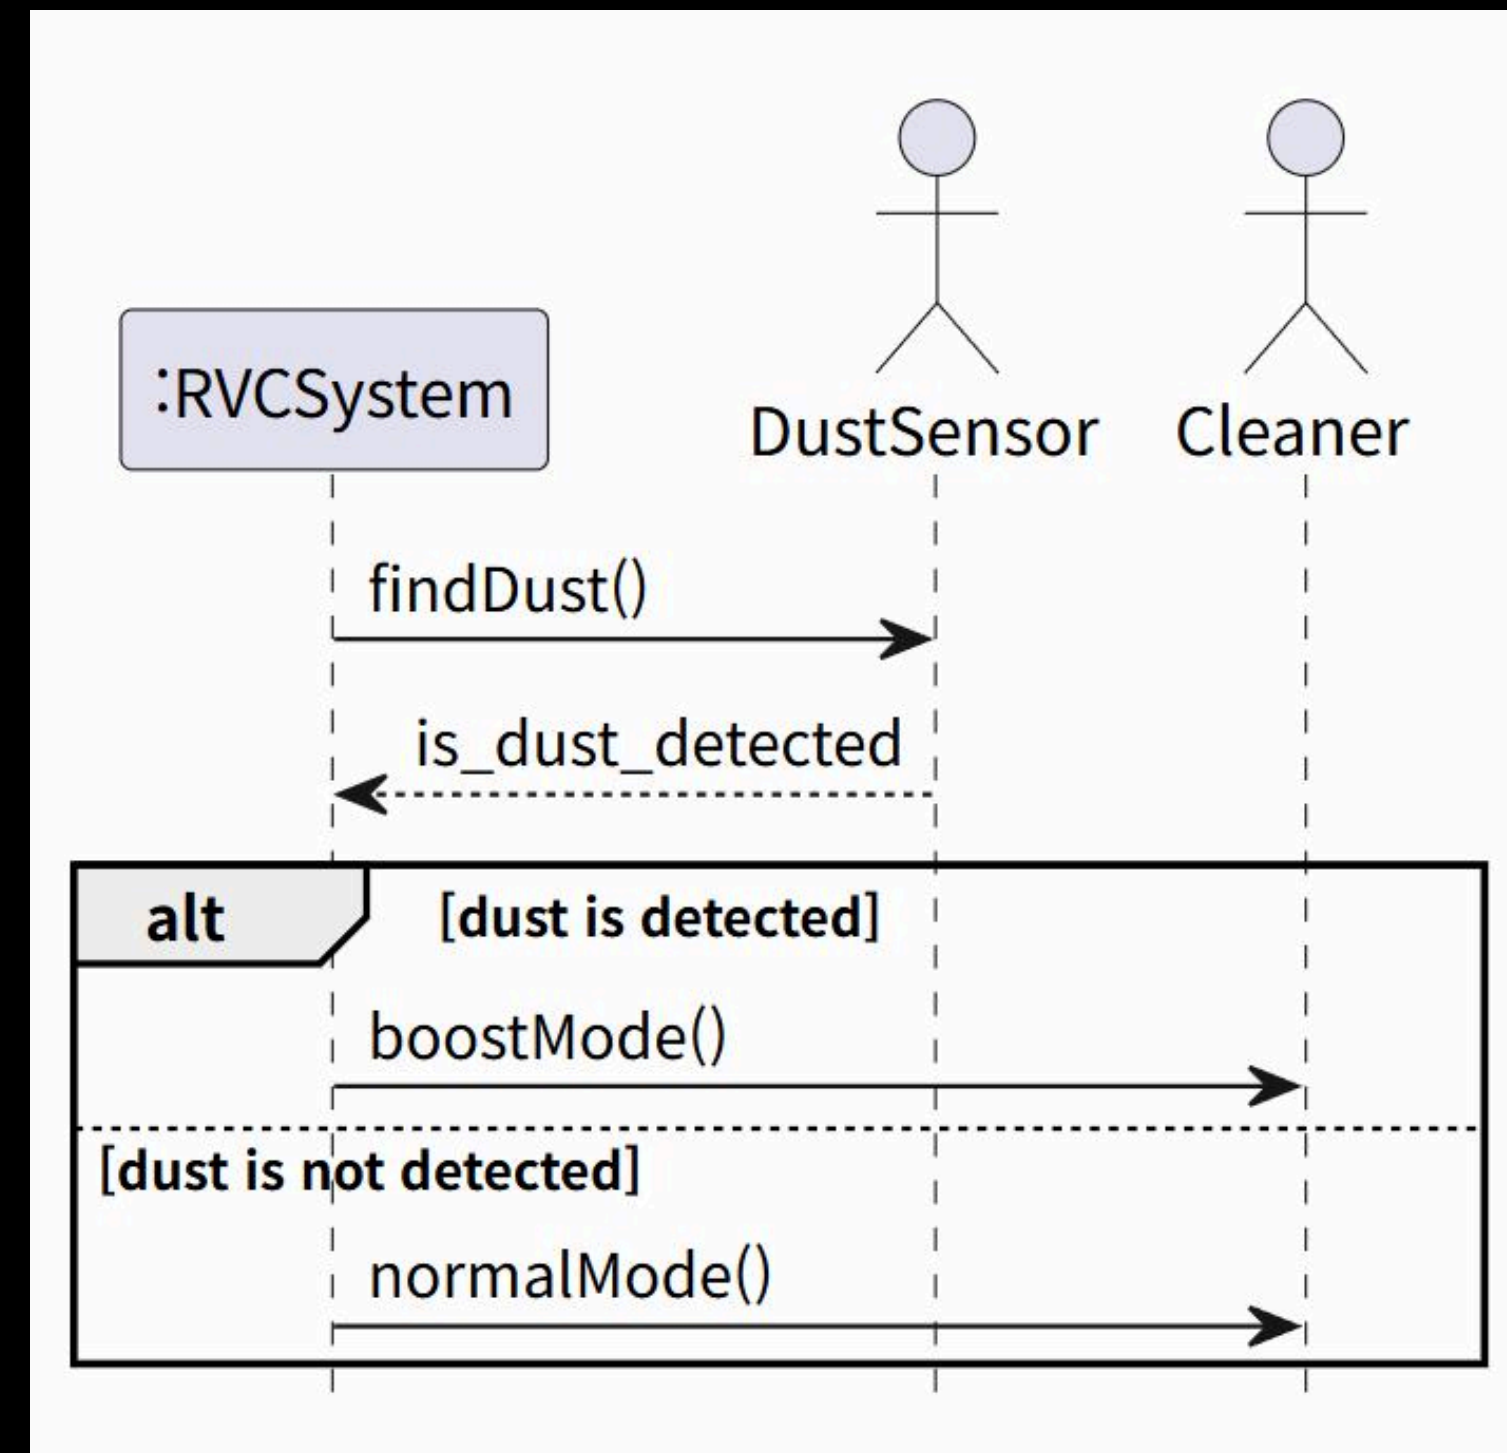 :RVCSystem
DustSensor
Cleaner
findDust()
is_dust_detected
alt
[dust is detected]
boostMode()
[dust is not detected]
normalMode()